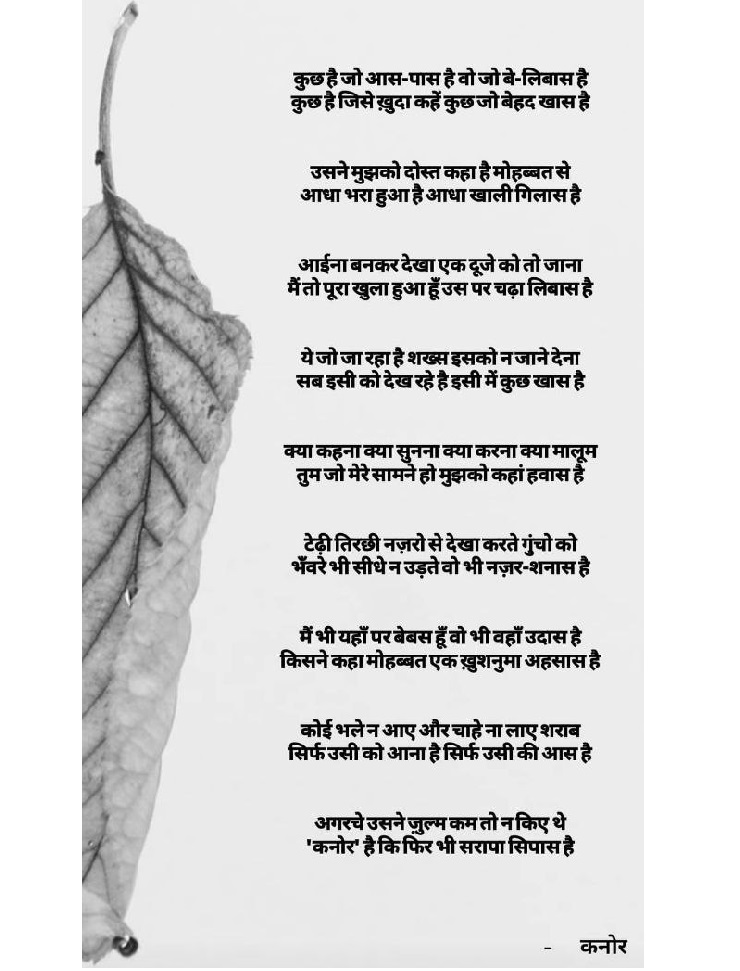 कुछ है जो आस-पास है वो जो बे-लिबास है
कुछ है जिसे ख़ुदा कहें कुछ जो बेहद खास है
उसने मुझको दोस्त कहा है मोहब्बत से
आधा भरा हुआ है आधा खाली गिलास है
आईना बनकर देखा एक दूजे को तो जाना
मैं तो पूरा खुला हुआ हूँ उस पर चढ़ा लिबास है
ये जो जा रहा है शख्स इसको न जाने देना
सब इसी को देख रहे है इसी में कुछ खास है
क्या कहना क्या सुनना क्या करना क्या मालूम
तुम जो मेरे सामने हो मुझको कहां हवास है
टेढ़ी तिरछी नज़रो से देखा करते गुंचो को
भँवरे भी सीधे न उड़ते वो भी नज़र-शनास है
मैं भी यहाँ पर बेबस हूँ वो भी वहाँ उदास है
किसने कहा मोहब्बत एक ख़ुशनुमा अहसास है
कोई भले न आए और चाहे ना लाए शराब
सिर्फ उसी को आना है सिर्फ उसी की आस है
अगरचे उसने ज़ुल्म कम तो न किए थे
'कनोर' है कि फिर भी सरापा सिपास है
- कनोर